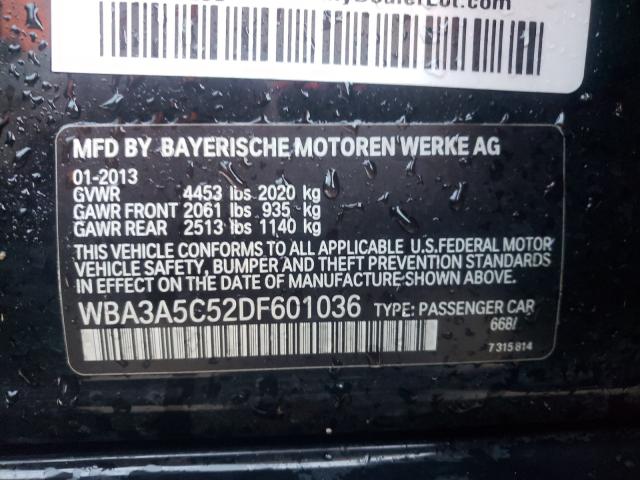 MFD BY BAYERISCHE MOTOREN WERKE AG
01-2013
GVWR 4453 lbs 2020 kg
GAWR FRONT 2061 lbs 935 kg
GAWR REAR 2513 lbs 1140 kg
THIS VEHICLE CONFORMS TO ALL APPLICABLE U.S.FEDERAL MOTOR
VEHICLE SAFETY, BUMPER AND THEFT PREVENTION STANDARDS
IN EFFECT ON THE DATE OF MANUFACTURE SHOWN ABOVE.
WBA3A5C52DF601036 TYPE: PASSENGER CAR
668/
7315814